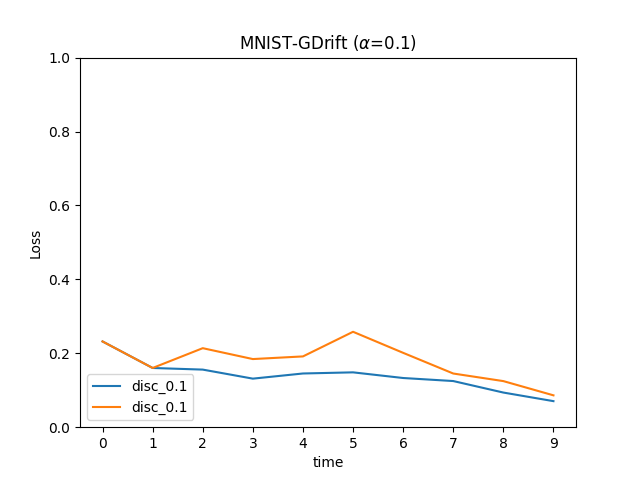 MNIST-GDrift (α=0.1)
1.0
0.8
0.6
0.4
0.2
0.0
Loss
disc_0.1
disc_0.1
0 1 2 3 4 5 6 7 8 9
time